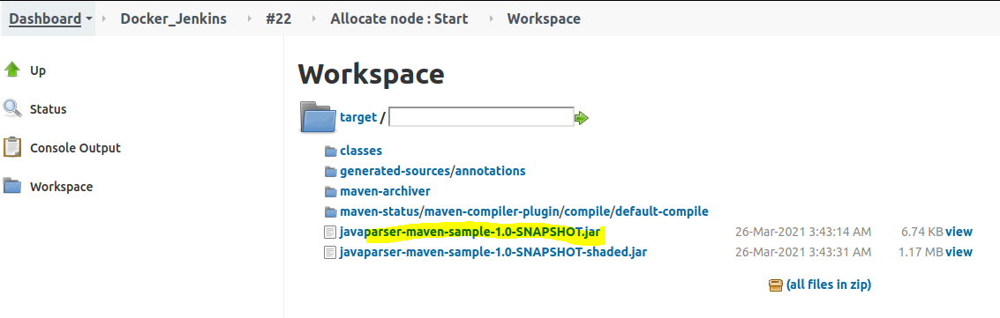 Dashboard Docker_Jenkins #22 Allocate node : Start Workspace
Up
Status
Console Output
Workspace
Workspace
target /
classes
generated-sources/annotations
maven-archiver
maven-status/maven-compiler-plugin/compile/default-compile
javaparser-maven-sample-1.0-SNAPSHOT.jar 26-Mar-2021 3:43:14 AM 6.74 KB view
javaparser-maven-sample-1.0-SNAPSHOT-shaded.jar 26-Mar-2021 3:43:31 AM 1.17 MB view
(all files in zip)